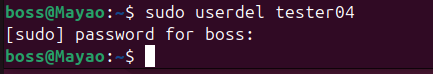 boss@Mayao:~$ sudo userdel tester04
[sudo] password for boss:
boss@Mayao:~$